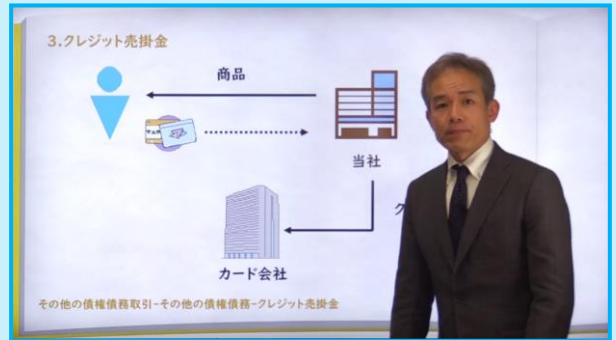 3.クレジット売掛金
商品
当社
ク
カード会社
その他の債権債務取引-その他の債権債務-クレジット売掛金